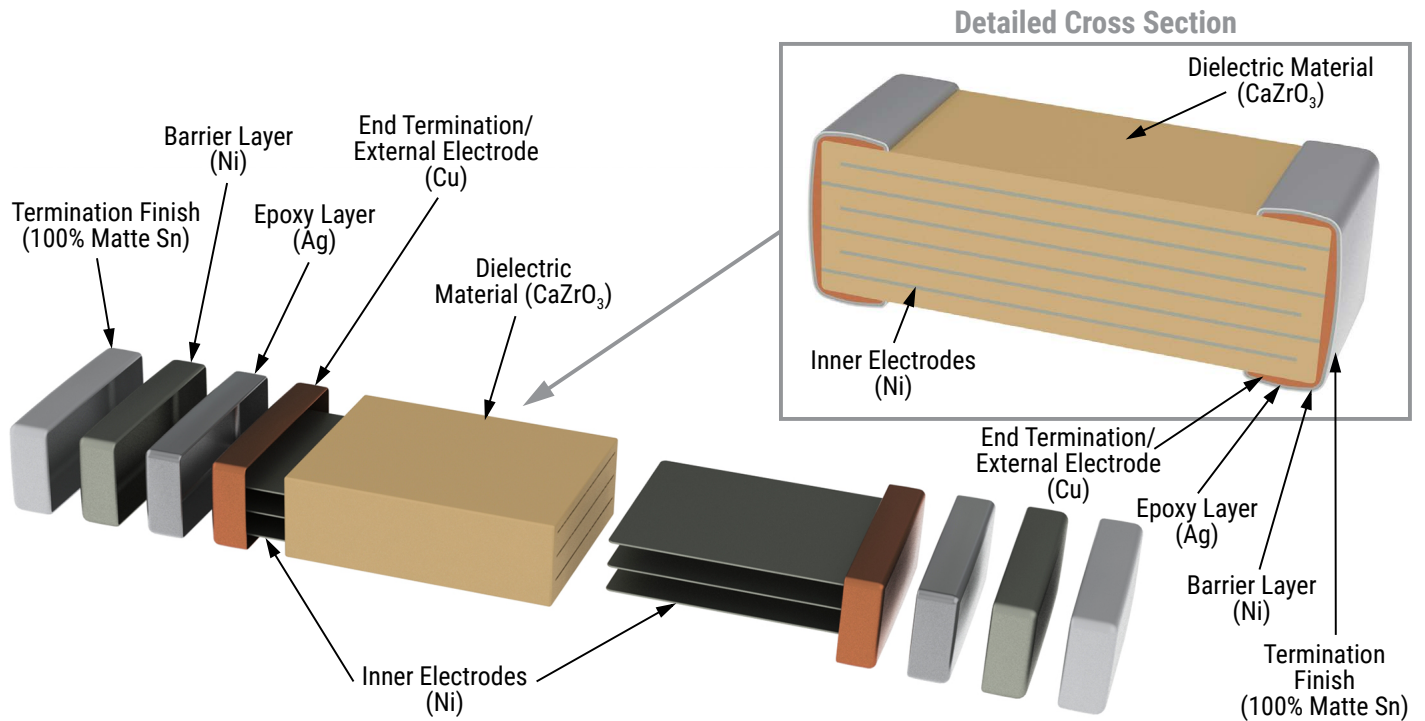 Detailed Cross Section
Dielectric Material
(CaZrO₃)
End Termination/
External Electrode
(Cu)
Barrier Layer
(Ni)
Termination Finish
(100% Matte Sn)
Epoxy Layer
(Ag)
Dielectric
Material (CaZrO₃)
Inner Electrodes
(Ni)
End Termination/
External Electrode
(Cu)
Epoxy Layer
(Ag)
Barrier Layer
(Ni)
Termination
Finish
(100% Matte Sn)
Inner Electrodes
(Ni)